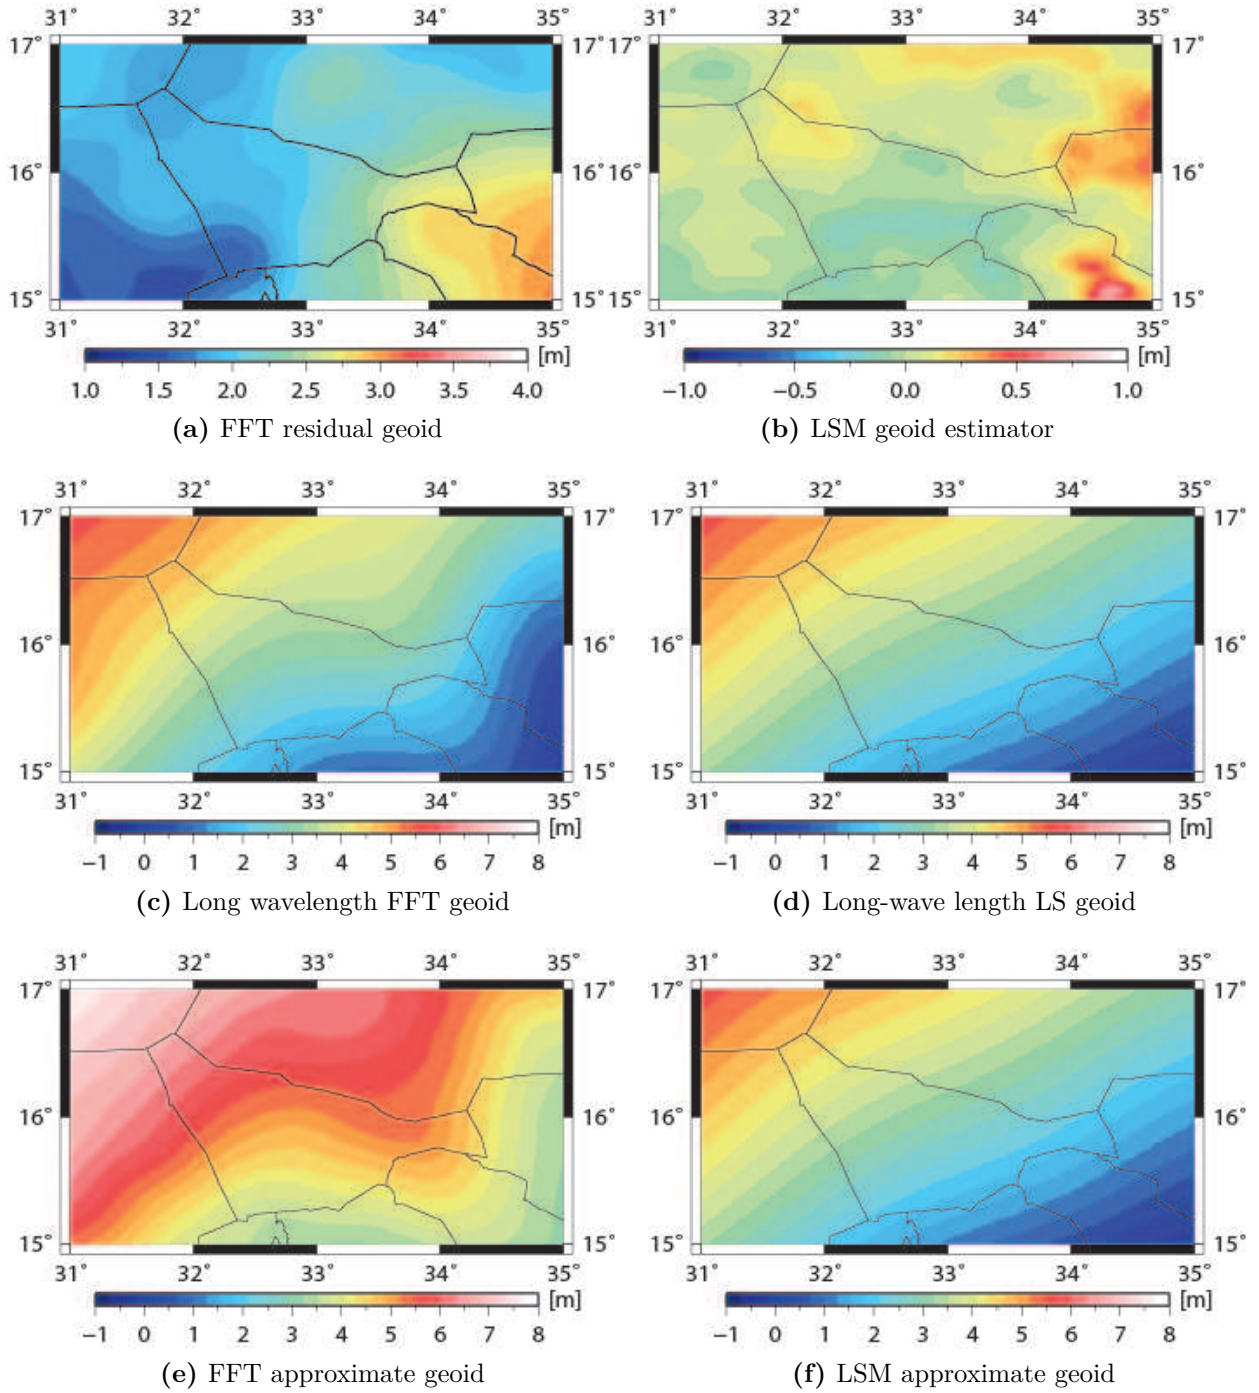 31° 32° 33° 34° 35° 31° 32° 33° 34° 35°
17° 17° 17°
16° 16° 16°
15° 15° 15°
31° 32° 33° 34° 35° 31° 32° 33° 34° 35°
[m] [m]
1.0 1.5 2.0 2.5 3.0 3.5 4.0 −1.0 −0.5 0.0 0.5 1.0
(a) FFT residual geoid (b) LSM geoid estimator
31° 32° 33° 34° 35° 31° 32° 33° 34° 35°
17° 17° 17° 17°
16° 16° 16° 16°
15° 15° 15° 15°
31° 32° 33° 34° 35° 31° 32° 33° 34° 35°
[m] [m]
−1 0 1 2 3 4 5 6 7 8 −1 0 1 2 3 4 5 6 7 8
(c) Long wavelength FFT geoid (d) Long-wave length LS geoid
31° 32° 33° 34° 35° 31° 32° 33° 34° 35°
17° 17° 17° 17°
16° 16° 16° 16°
15° 15° 15° 15°
31° 32° 33° 34° 35° 31° 32° 33° 34° 35°
[m] [m]
−1 0 1 2 3 4 5 6 7 8 −1 0 1 2 3 4 5 6 7 8
(e) FFT approximate geoid (f) LSM approximate geoid